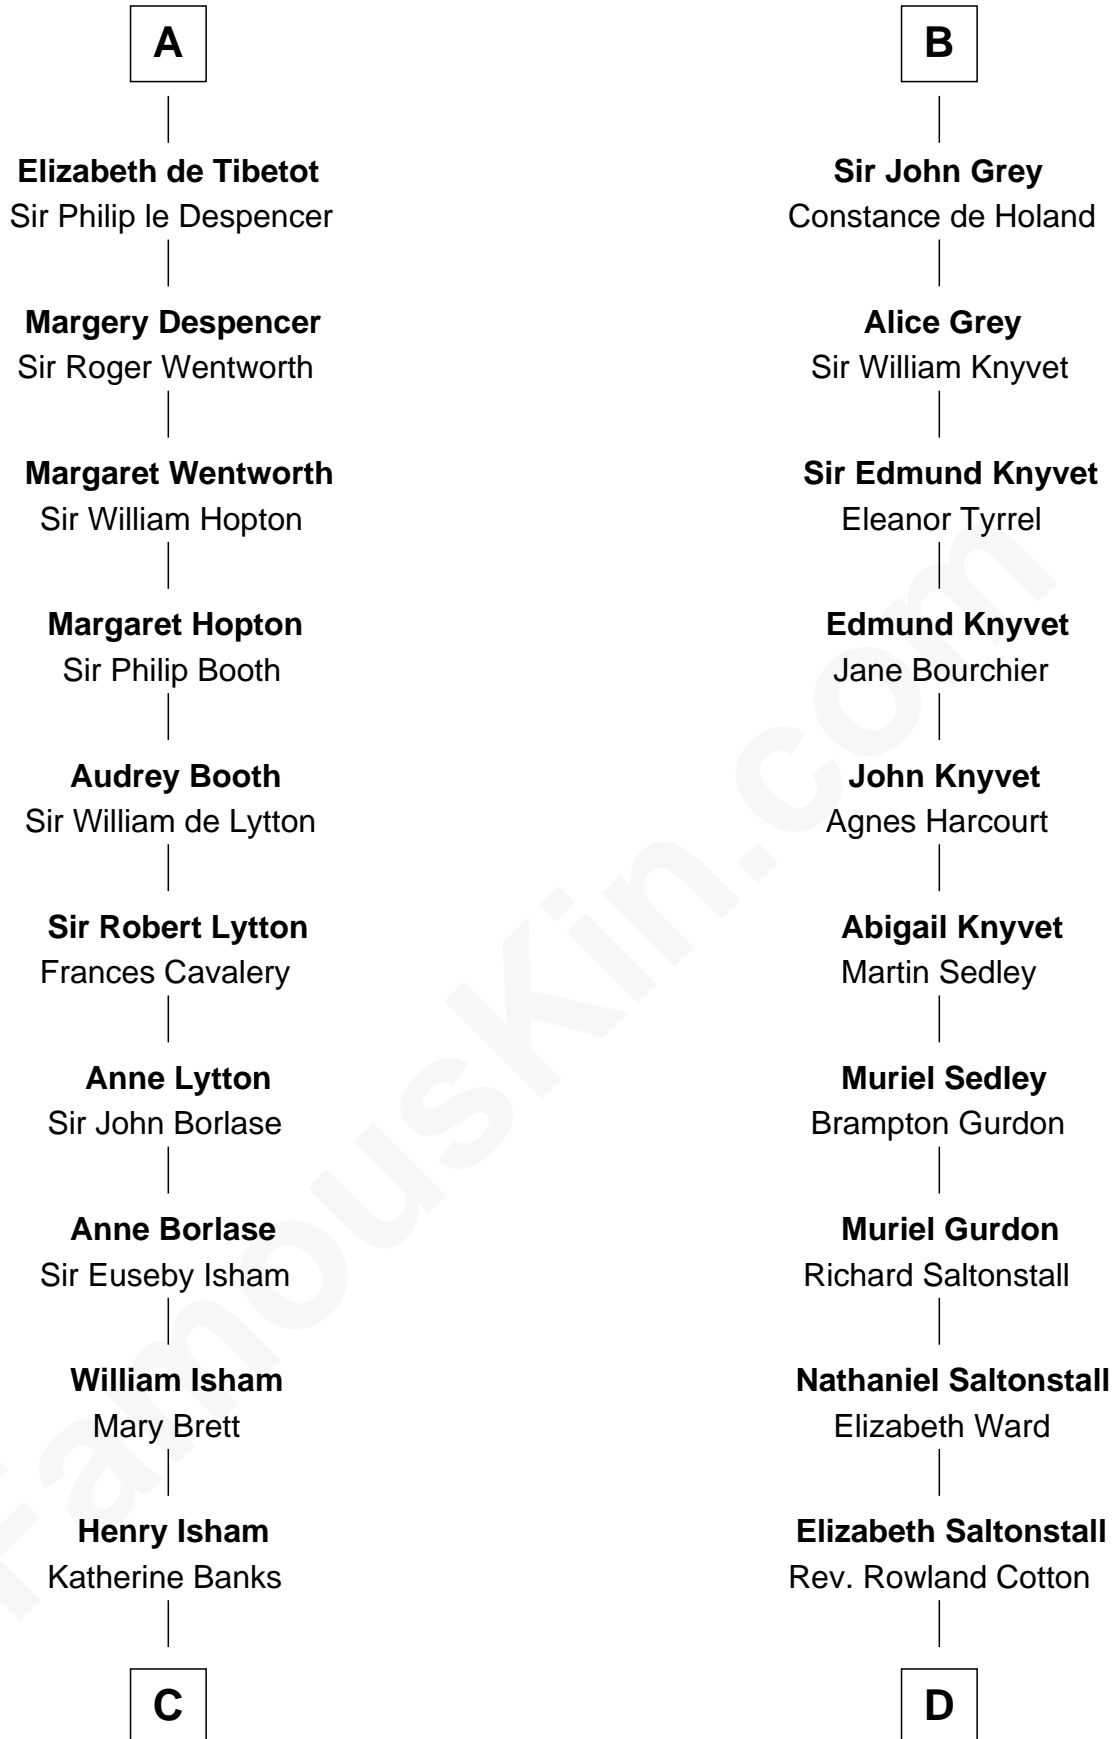 A
Elizabeth de Tibetot
Sir Philip le Despencer
Margery Despencer
Sir Roger Wentworth
Margaret Wentworth
Sir William Hopton
Margaret Hopton
Sir Philip Booth
Audrey Booth
Sir William de Lytton
Sir Robert Lytton
Frances Cavalery
Anne Lytton
Sir John Borlase
Anne Borlase
Sir Euseby Isham
William Isham
Mary Brett
Henry Isham
Katherine Banks
C
B
Sir John Grey
Constance de Holand
Alice Grey
Sir William Knyvet
Sir Edmund Knyvet
Eleanor Tyrrel
Edmund Knyvet
Jane Bourchier
John Knyvet
Agnes Harcourt
Abigail Knyvet
Martin Sedley
Muriel Sedley
Brampton Gurdon
Muriel Gurdon
Richard Saltonstall
Nathaniel Saltonstall
Elizabeth Ward
Elizabeth Saltonstall
Rev. Rowland Cotton
D
FamousKin.com